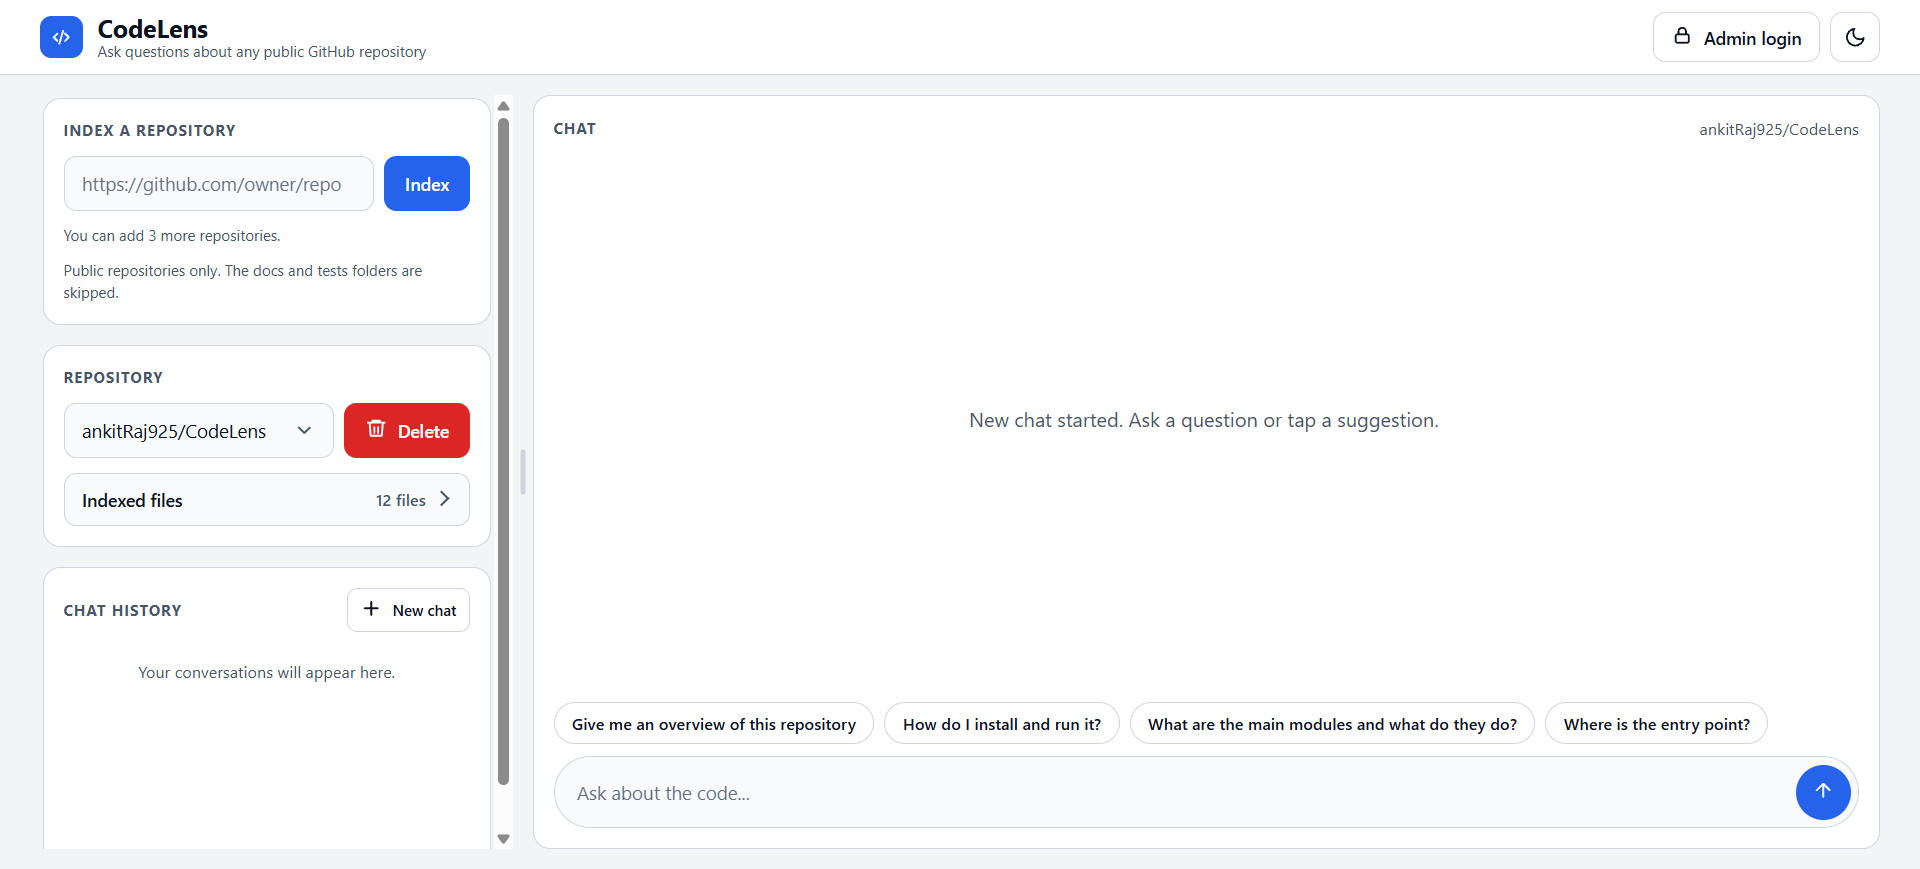 CodeLens
Ask questions about any public GitHub repository
Admin login
INDEX A REPOSITORY
https://github.com/owner/repo
Index
You can add 3 more repositories.
Public repositories only. The docs and tests folders are
skipped.
REPOSITORY
ankitRaj925/CodeLens
Delete
Indexed files
12 files
CHAT HISTORY
New chat
Your conversations will appear here.
CHAT
ankitRaj925/CodeLens
New chat started. Ask a question or tap a suggestion.
Give me an overview of this repository
How do I install and run it?
What are the main modules and what do they do?
Where is the entry point?
Ask about the code...